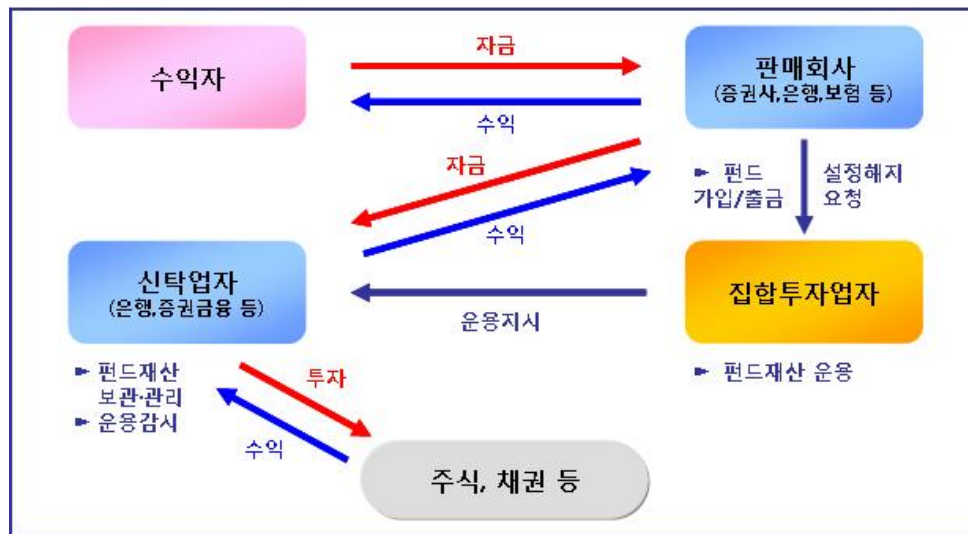 수익자
자금
수익
판매회사
(증권사,은행,보험 등)
자금
수익
► 펀드
가입/출금
설정해지
요청
신탁업자
(은행,증권금융 등)
운용지시
집합투자업자
► 펀드재산
보관·관리
► 운용감시
투자
수익
► 펀드재산 운용
주식, 채권 등